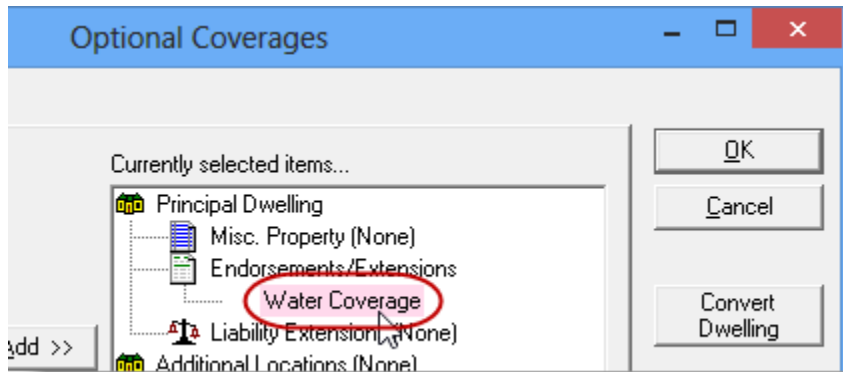 Optional Coverages
Currently selected items...
Principal Dwelling
Misc. Property (None)
Endorsements/Extensions
Water Coverage
Liability Extension (None)
Additional Locations (None)
Add >>
OK
Cancel
Convert
Dwelling